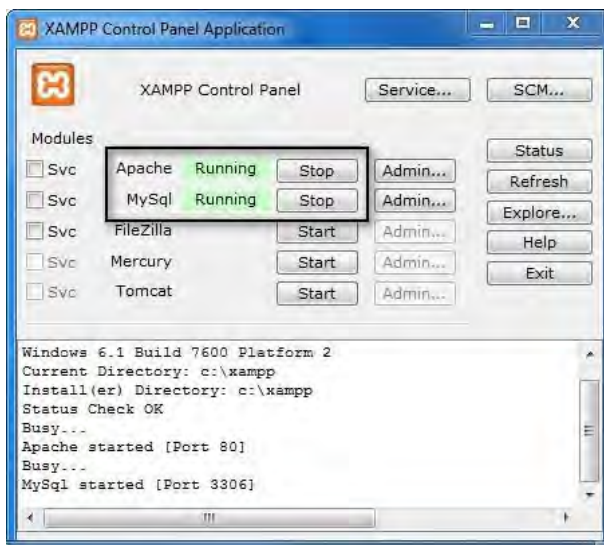 XAMPP Control Panel Application
XAMPP Control Panel Service... SCM...
Modules
Svc Apache Running Stop Admin...
Svc MySql Running Stop Admin...
Svc FileZilla Start Admin...
Svc Mercury Start Admin...
Svc Tomcat Start Admin...
Status
Refresh
Explore...
Help
Exit
Windows 6.1 Build 7600 Platform 2
Current Directory: c:\xampp
Install(er) Directory: c:\xampp
Status Check OK
Busy...
Apache started [Port 80]
Busy...
MySql started [Port 3306]